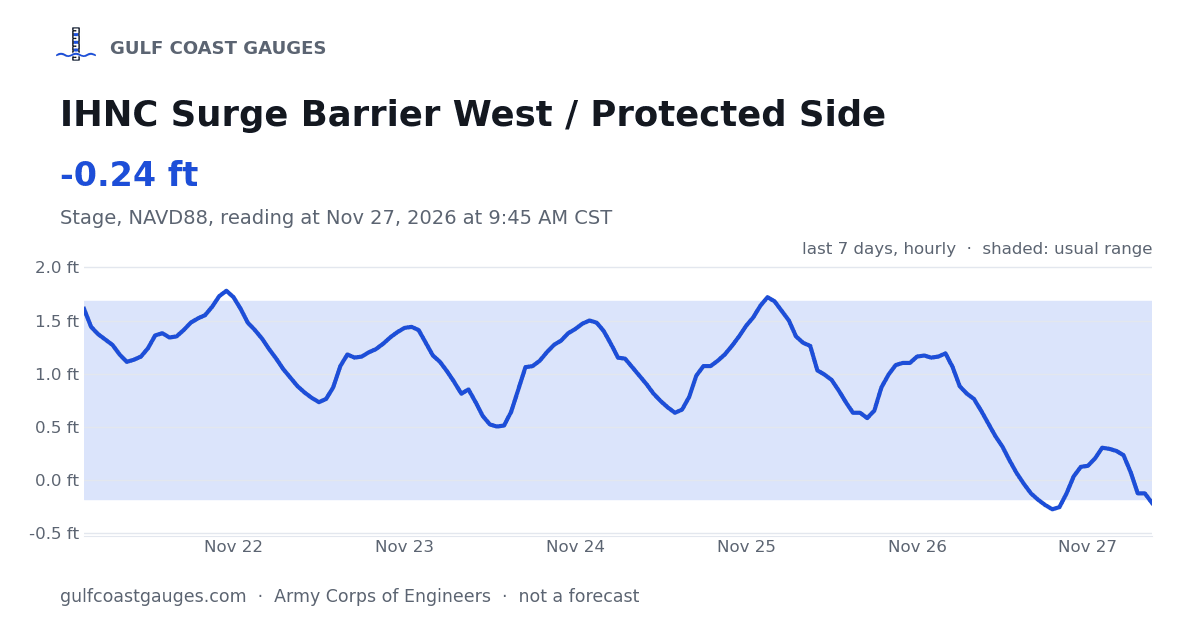 GULF COAST GAUGES
IHNC Surge Barrier West / Protected Side
-0.24 ft
Stage, NAVD88, reading at Nov 27, 2026 at 9:45 AM CST
last 7 days, hourly · shaded: usual range
2.0 ft
1.5 ft
1.0 ft
0.5 ft
0.0 ft
-0.5 ft
Nov 22 Nov 23 Nov 24 Nov 25 Nov 26 Nov 27
gulfcoastgauges.com · Army Corps of Engineers · not a forecast